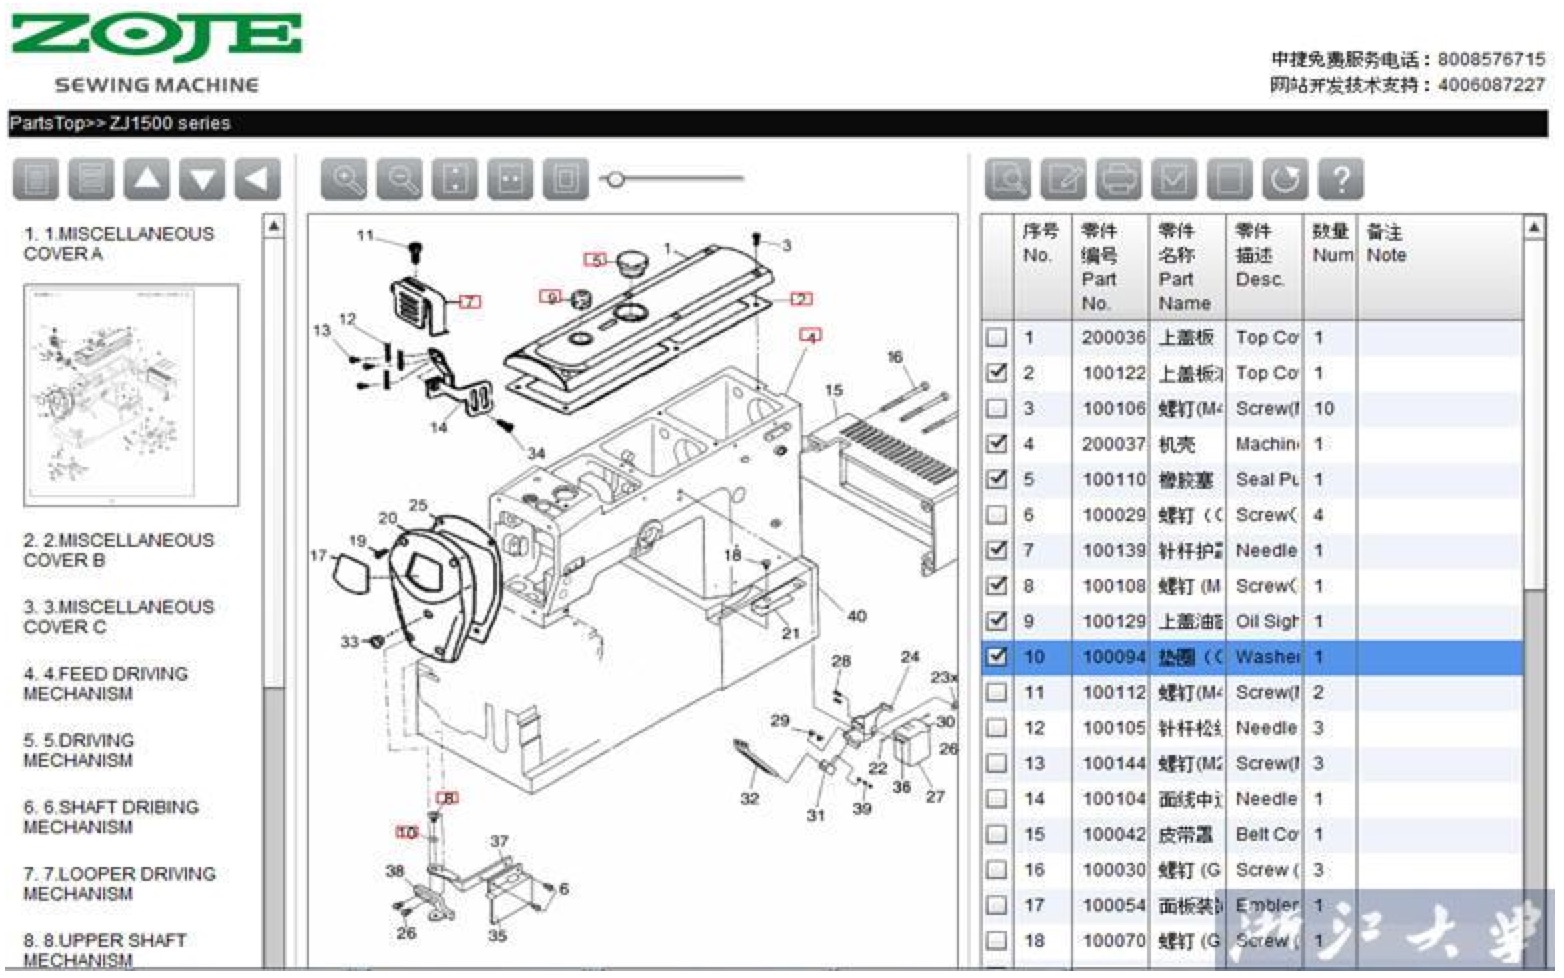 ZOJE
SEWING MACHINE
中捷免费服务电话：8008576715
网站开发技术支持：4006087227
PartsTop>>ZJ1500 series
1. 1.MISCELLANEOUS
COVER A
2. 2.MISCELLANEOUS
COVER B
3. 3.MISCELLANEOUS
COVER C
4. 4.FEED DRIVING
MECHANISM
5. 5.DRIVING
MECHANISM
6. 6.SHAFT DRIBING
MECHANISM
7. 7.LOOPER DRIVING
MECHANISM
8. 8.UPPER SHAFT
MECHANISM
11
5
1
3
7
9
2
13
12
4
16
15
14
34
25
20
19
17
18
40
21
33
28
24
23x
29
30
26
22
36
27
32
31
39
8
10
37
38
6
26
35
?
序号 零件 零件 零件 数量 备注
No. 编号 名称 描述 Num Note
Part Part Desc.
No. Name
1 200036 上盖板 Top Co 1
2 100122 上盖板 Top Co 1
3 100106 螺钉(M4 Screw( 10
4 200037 机壳 Machin 1
5 100110 橡胶塞 Seal Pu 1
6 100029 螺钉（G Screw( 4
7 100139 针杆护 Needle 1
8 100108 螺钉（M Screw( 1
9 100129 上盖油 Oil Sigh 1
10 100094 垫圈（G Washer 1
11 100112 螺钉(M4 Screw( 2
12 100105 针杆松 Needle 3
13 100144 螺钉(M2 Screw( 3
14 100104 面线中 Needle 1
15 100042 皮带罩 Belt Co 1
16 100030 螺钉 (G Screw ( 3
17 100054 面板装 Emblem 1
18 100070 螺钉 (G Screw ( 1
浙江大学